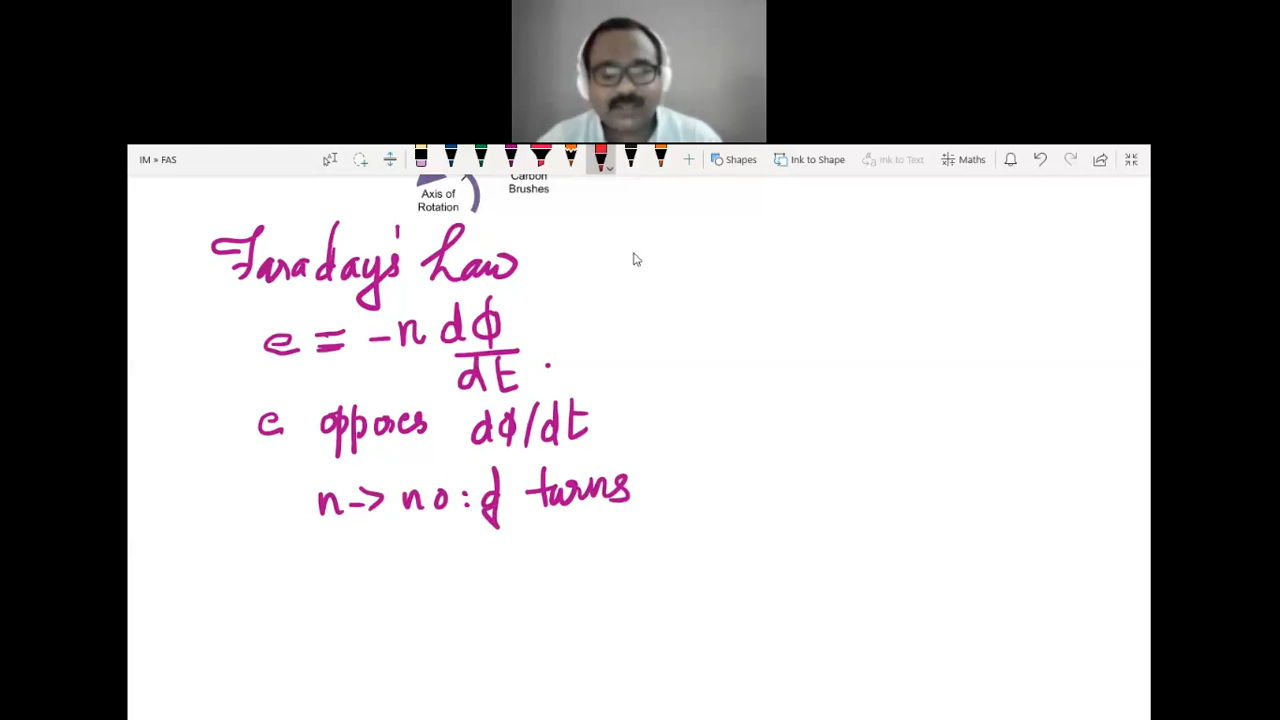 IM » FAS
Shapes Ink to Shape Ink to Text Maths
Axis of
Rotation
Carbon
Brushes
Faraday's Law
e = -n dϕ/dt .
e opposes dϕ/dt
n -> no: of turns